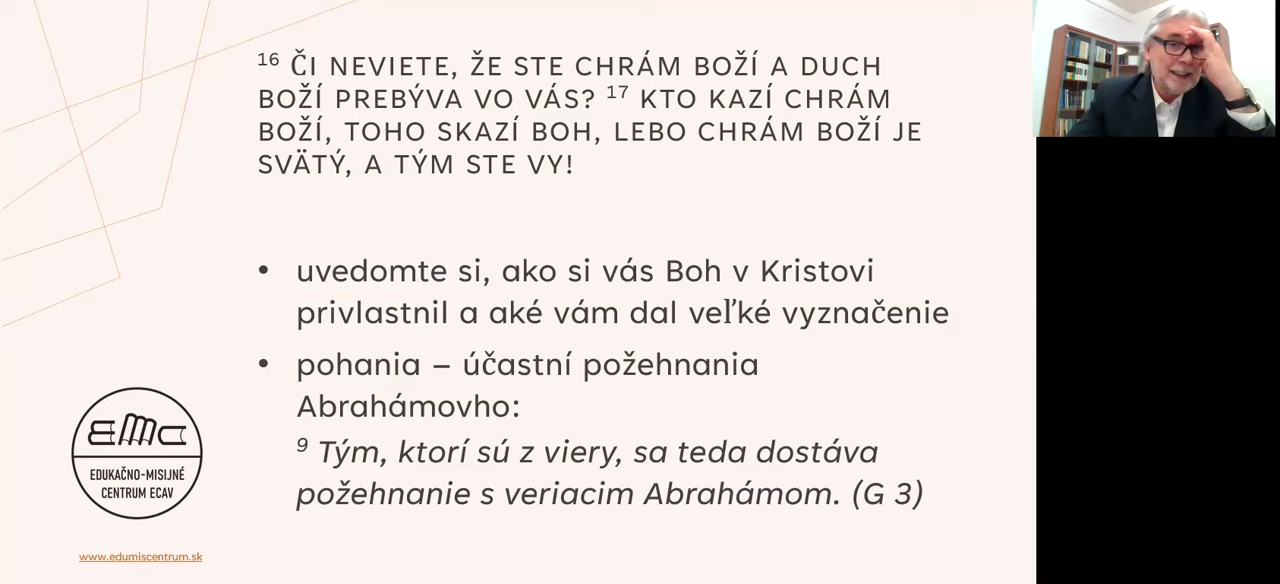 ¹⁶ ČI NEVIETE, ŽE STE CHRÁM BOŽÍ A DUCH
BOŽÍ PREBÝVA VO VÁS? ¹⁷ KTO KAZÍ CHRÁM
BOŽÍ, TOHO SKAZÍ BOH, LEBO CHRÁM BOŽÍ JE
SVÄTÝ, A TÝM STE VY!
• uvedomte si, ako si vás Boh v Kristovi
privlastnil a aké vám dal veľké vyznačenie
• pohania – účastní požehnania
Abrahámovho:
⁹ Tým, ktorí sú z viery, sa teda dostáva
požehnanie s veriacim Abrahámom. (G 3)
EMC
EDUKAČNO-MISIJNÉ
CENTRUM ECAV
www.edumiscentrum.sk